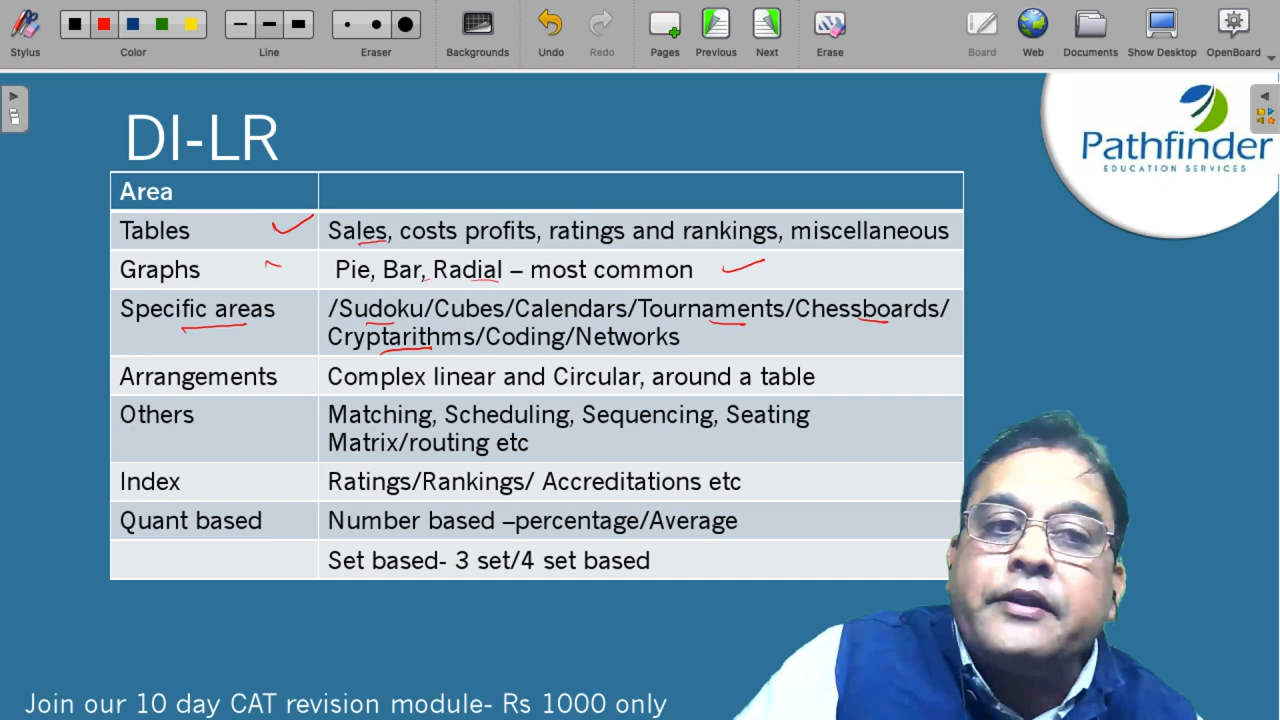 Stylus
Color
Line
Eraser
Backgrounds
Undo
Redo
Pages
Previous
Next
Erase
Board
Web
Documents
Show Desktop
OpenBoard
DI-LR
Pathfinder
EDUCATION SERVICES
Area
Tables Sales, costs profits, ratings and rankings, miscellaneous
Graphs Pie, Bar, Radial – most common
Specific areas /Sudoku/Cubes/Calendars/Tournaments/Chessboards/
Cryptarithms/Coding/Networks
Arrangements Complex linear and Circular, around a table
Others Matching, Scheduling, Sequencing, Seating
Matrix/routing etc
Index Ratings/Rankings/ Accreditations etc
Quant based Number based –percentage/Average
Set based- 3 set/4 set based
Join our 10 day CAT revision module- Rs 1000 only